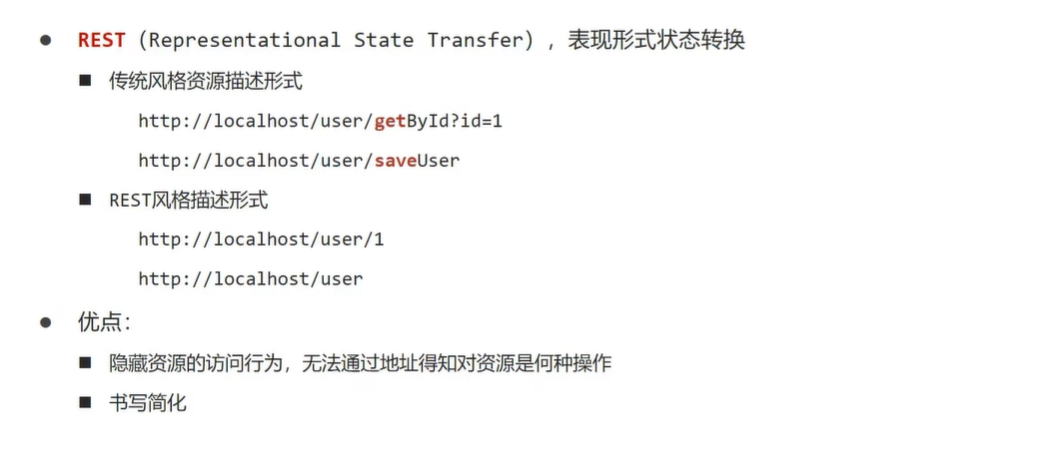 REST（Representational State Transfer），表现形式状态转换
传统风格资源描述形式
http://localhost/user/getById?id=1
http://localhost/user/saveUser
REST风格描述形式
http://localhost/user/1
http://localhost/user
优点：
隐藏资源的访问行为，无法通过地址得知对资源是何种操作
书写简化